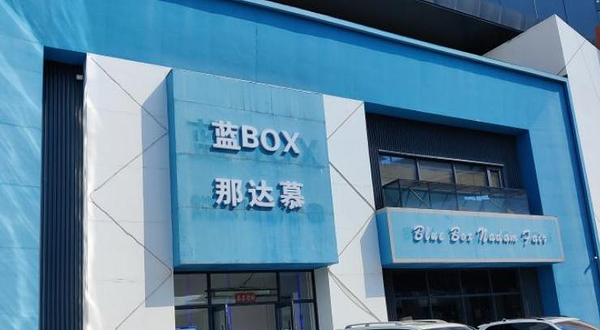 蓝BOX
那达慕
Blue Box Nadam Fair